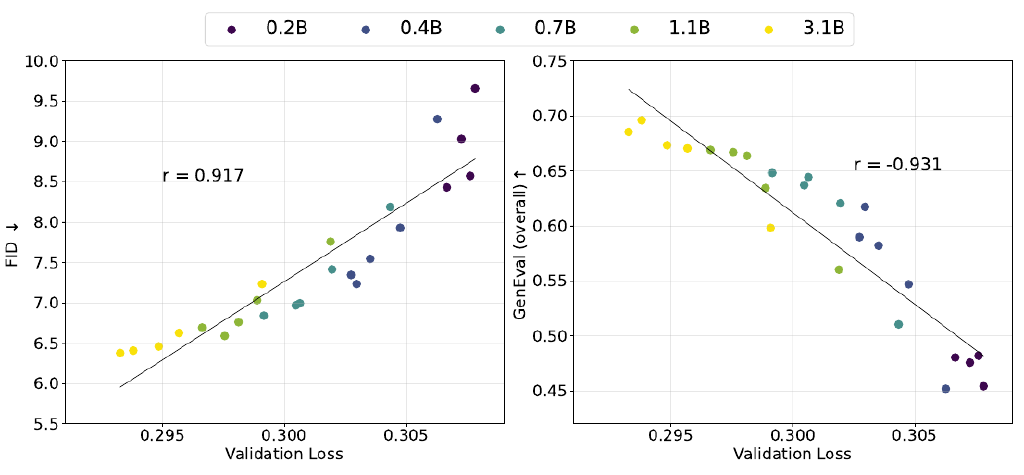 0.2B 0.4B 0.7B 1.1B 3.1B
10.0
9.5
9.0
8.5
8.0
7.5
7.0
6.5
6.0
5.5
FID ↓
r = 0.917
0.295 0.300 0.305
Validation Loss
0.75
0.70
0.65
0.60
0.55
0.50
0.45
GenEval (overall) ↑
r = -0.931
0.295 0.300 0.305
Validation Loss